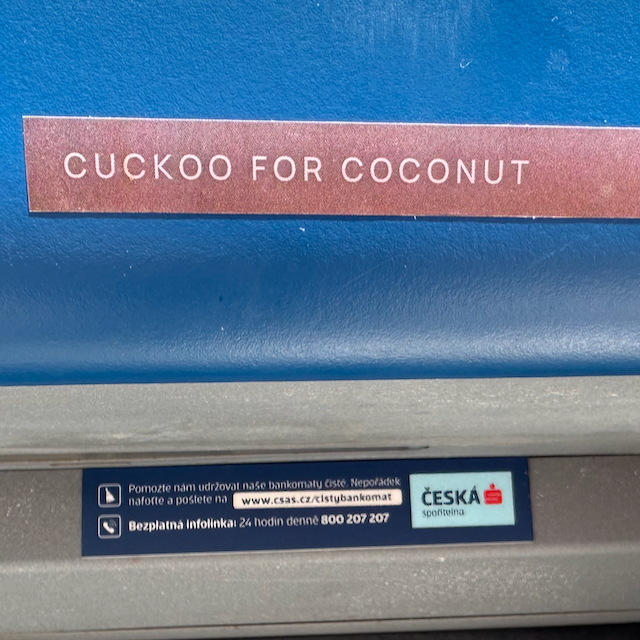 CUCKOO FOR COCONUT
Pomozte nám udržovat naše bankomaty čisté. Nepořádek
nafoťte a pošlete na www.csas.cz/cistybankomat
Bezplatná infolinka: 24 hodin denně 800 207 207
ČESKÁ
spořitelna